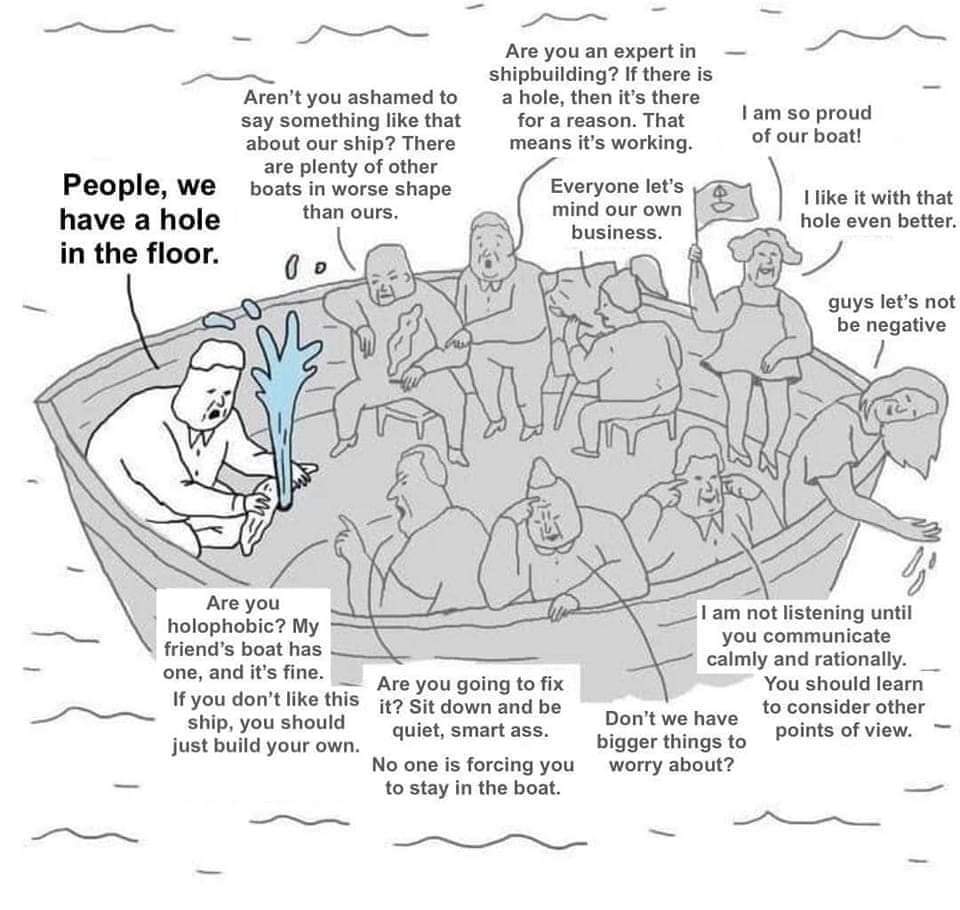 People, we
have a hole
in the floor.
Aren't you ashamed to
say something like that
about our ship? There
are plenty of other
boats in worse shape
than ours.
Are you an expert in
shipbuilding? If there is
a hole, then it's there
for a reason. That
means it's working.
Everyone let's
mind our own
business.
I am so proud
of our boat!
I like it with that
hole even better.
guys let's not
be negative
Are you
holophobic? My
friend's boat has
one, and it's fine.
If you don't like this
ship, you should
just build your own.
Are you going to fix
it? Sit down and be
quiet, smart ass.
No one is forcing you
to stay in the boat.
Don't we have
bigger things to
worry about?
I am not listening until
you communicate
calmly and rationally.
You should learn
to consider other
points of view.